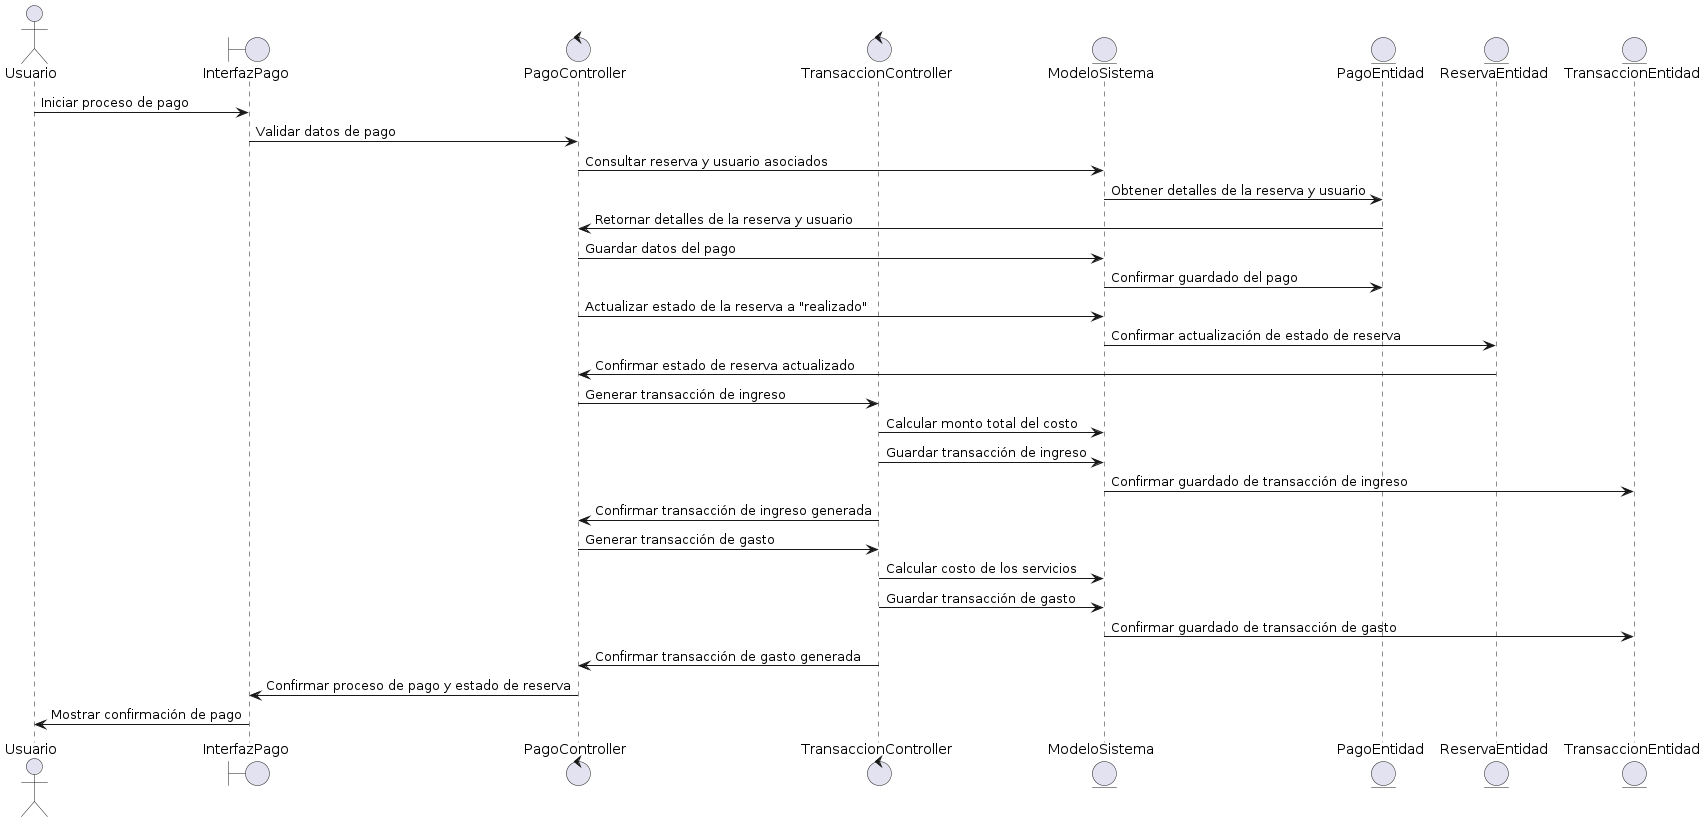 Usuario
InterfazPago
PagoController
TransaccionController
ModeloSistema
PagoEntidad
ReservaEntidad
TransaccionEntidad
Iniciar proceso de pago
Validar datos de pago
Consultar reserva y usuario asociados
Obtener detalles de la reserva y usuario
Retornar detalles de la reserva y usuario
Guardar datos del pago
Confirmar guardado del pago
Actualizar estado de la reserva a "realizado"
Confirmar actualización de estado de reserva
Confirmar estado de reserva actualizado
Generar transacción de ingreso
Calcular monto total del costo
Guardar transacción de ingreso
Confirmar guardado de transacción de ingreso
Confirmar transacción de ingreso generada
Generar transacción de gasto
Calcular costo de los servicios
Guardar transacción de gasto
Confirmar guardado de transacción de gasto
Confirmar transacción de gasto generada
Confirmar proceso de pago y estado de reserva
Mostrar confirmación de pago
Usuario
InterfazPago
PagoController
TransaccionController
ModeloSistema
PagoEntidad
ReservaEntidad
TransaccionEntidad